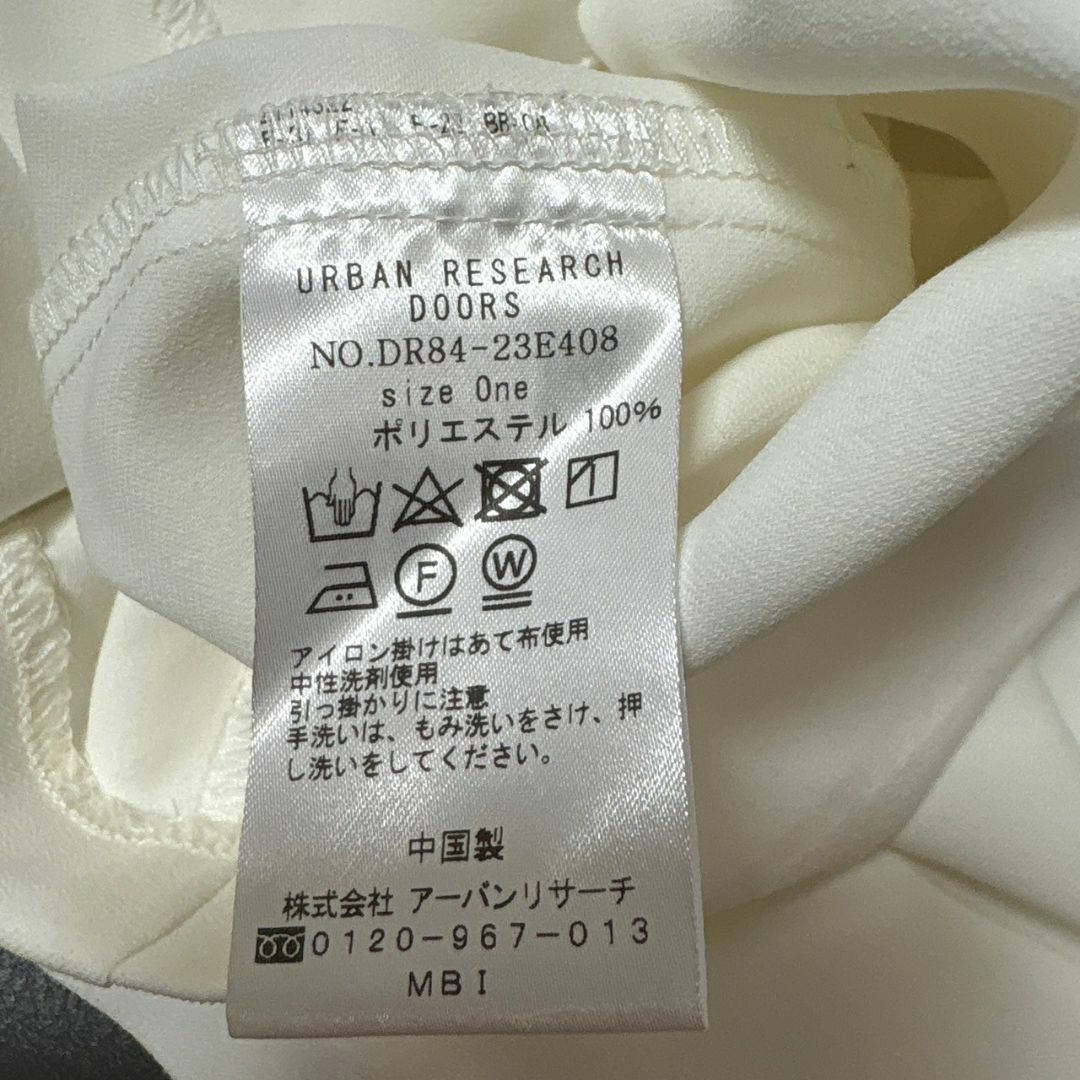 URBAN RESEARCH
DOORS
NO.DR84-23E408
size One
ポリエステル 100%
F W
アイロン掛けはあて布使用
中性洗剤使用
引っ掛かりに注意
手洗いは、もみ洗いをさけ、押
し洗いをしてください。
中国製
株式会社 アーバンリサーチ
0120-967-013
MBI